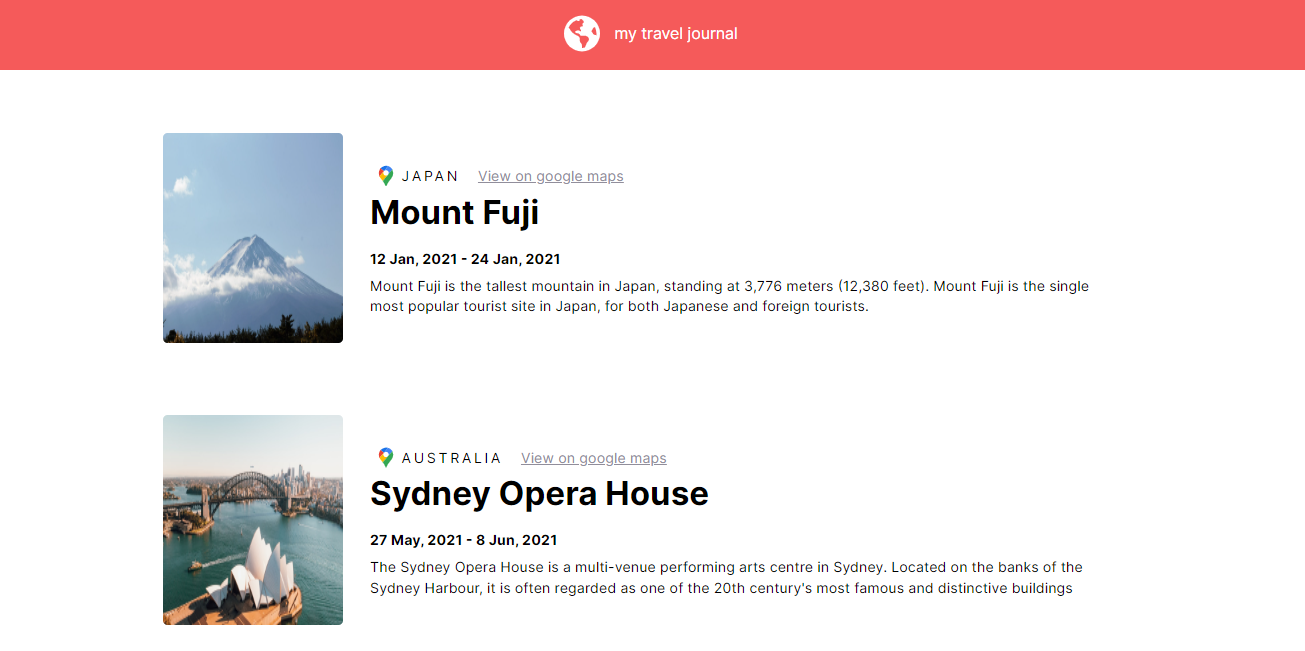 my travel journal
JAPAN View on google maps
Mount Fuji
12 Jan, 2021 - 24 Jan, 2021
Mount Fuji is the tallest mountain in Japan, standing at 3,776 meters (12,380 feet). Mount Fuji is the single
most popular tourist site in Japan, for both Japanese and foreign tourists.
AUSTRALIA View on google maps
Sydney Opera House
27 May, 2021 - 8 Jun, 2021
The Sydney Opera House is a multi-venue performing arts centre in Sydney. Located on the banks of the
Sydney Harbour, it is often regarded as one of the 20th century's most famous and distinctive buildings